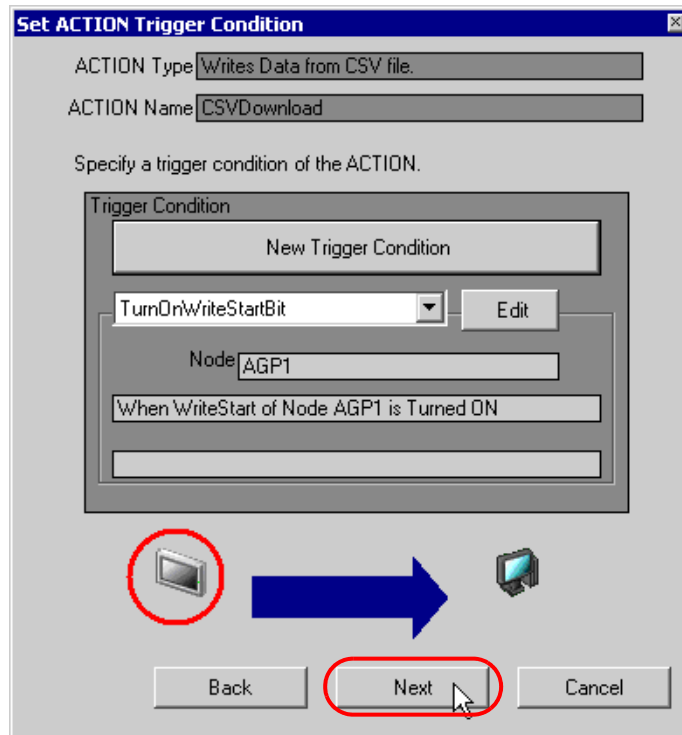 Set ACTION Trigger Condition
ACTION Type Writes Data from CSV file.
ACTION Name CSVDownload
Specify a trigger condition of the ACTION.
Trigger Condition
New Trigger Condition
TurnOnWriteStartBit Edit
Node AGP1
When WriteStart of Node AGP1 is Turned ON
Back Next Cancel